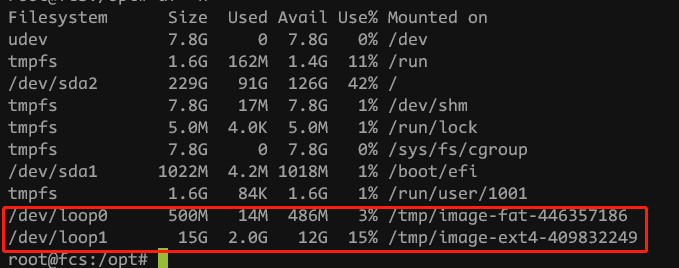 root@fcs:/opt# df -h
Filesystem Size Used Avail Use% Mounted on
udev 7.8G 0 7.8G 0% /dev
tmpfs 1.6G 162M 1.4G 11% /run
/dev/sda2 229G 91G 126G 42% /
tmpfs 7.8G 17M 7.8G 1% /dev/shm
tmpfs 5.0M 4.0K 5.0M 1% /run/lock
tmpfs 7.8G 0 7.8G 0% /sys/fs/cgroup
/dev/sda1 1022M 4.2M 1018M 1% /boot/efi
tmpfs 1.6G 84K 1.6G 1% /run/user/1001
/dev/loop0 500M 14M 486M 3% /tmp/image-fat-446357186
/dev/loop1 15G 2.0G 12G 15% /tmp/image-ext4-409832249
root@fcs:/opt#